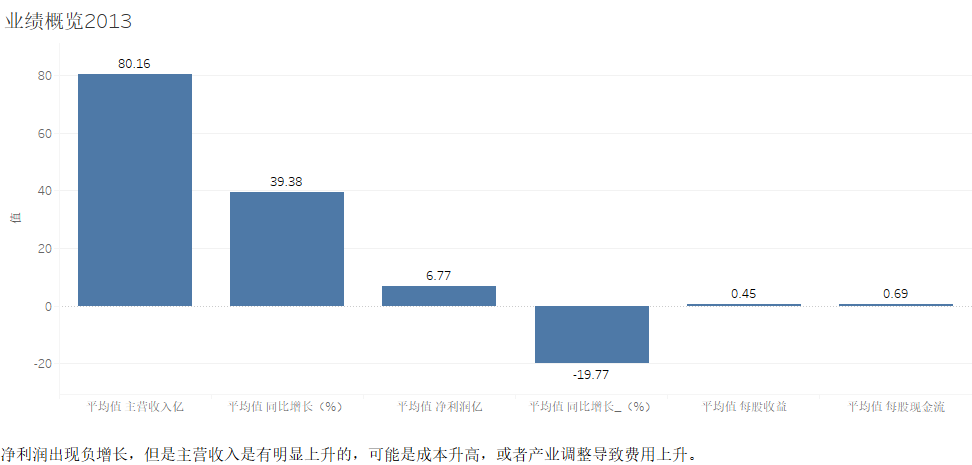 业绩概览2013
80.16
80
60
39.38
40
值
20
6.77
0.45
0.69
0
-20
-19.77
平均值 主营收入亿
平均值 同比增长（%）
平均值 净利润亿
平均值 同比增长_（%）
平均值 每股收益
平均值 每股现金流
净利润出现负增长，但是主营收入是有明显上升的，可能是成本升高，或者产业调整导致费用上升。